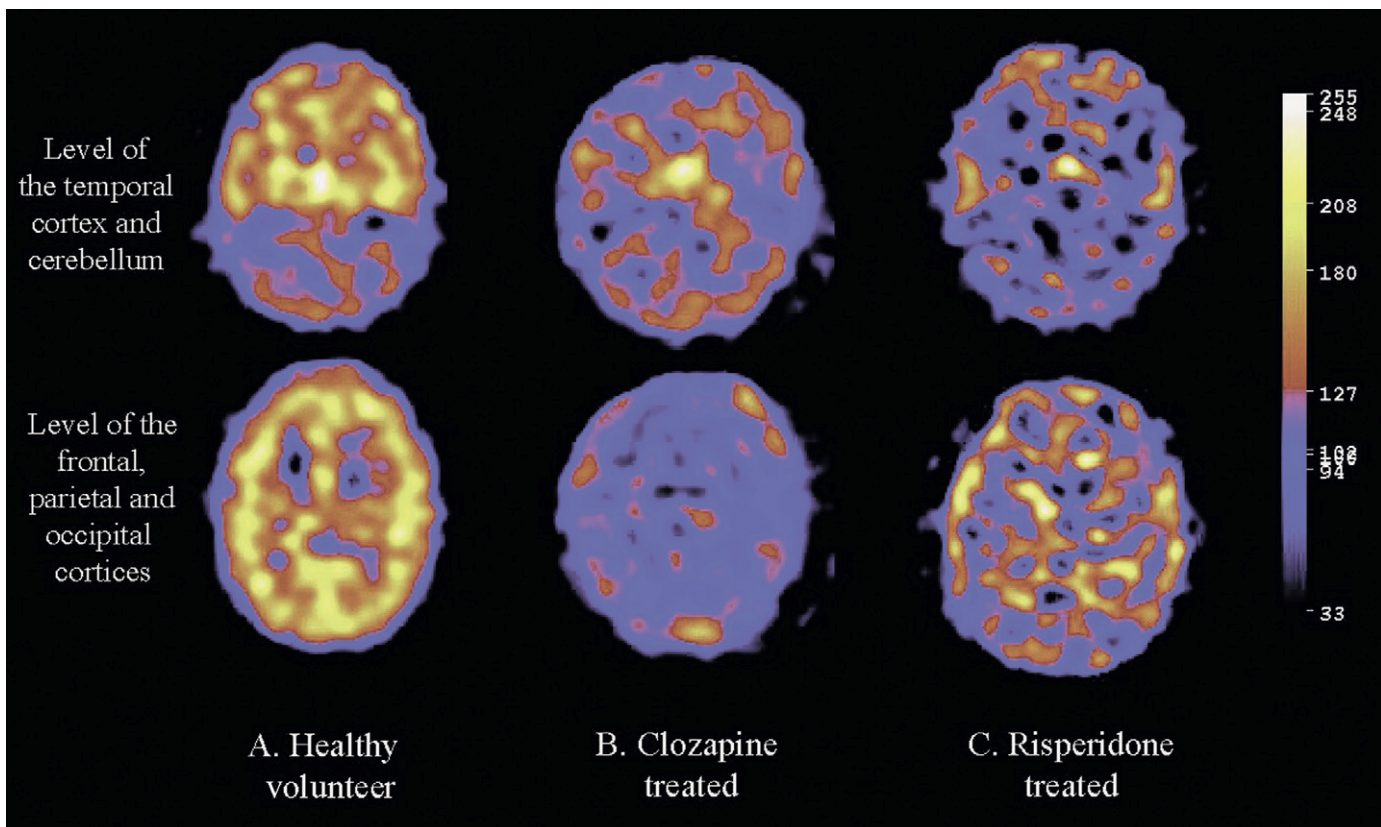 Level of
the temporal
cortex and
cerebellum
255
248
208
180
127
94
33
Level of the
frontal,
parietal and
occipital
cortices
A. Healthy
volunteer
B. Clozapine
treated
C. Risperidone
treated